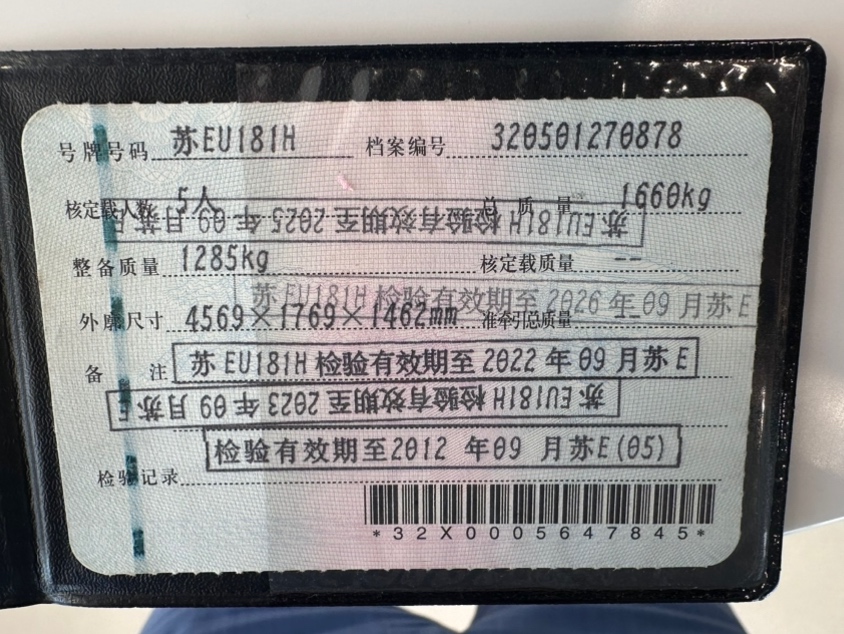 号牌号码 苏EU181H 档案编号 320501270878
核定载人数 5人 总质量 1660kg
苏EU181H 检验有效期至 2025 年 09 月苏E
整备质量 1285kg 核定载质量 --
苏EU181H 检验有效期至 2026 年 09 月苏E
外廓尺寸 4569×1769×1462mm 准牵引总质量
备注 苏EU181H 检验有效期至 2022 年 09 月苏E
苏EU181H 检验有效期至 2023 年 09 月苏E
检验有效期至2012 年09 月苏E(05)
检验记录
*32X0005647845*